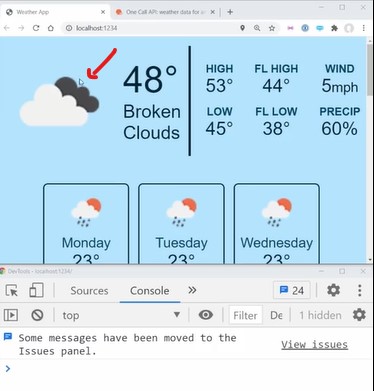 Weather App
One Call API: weather data for a
localhost:1234
48°
Broken
Clouds
HIGH FL HIGH WIND
53° 44° 5mph
LOW FL LOW PRECIP
45° 38° 60%
Monday Tuesday Wednesday
23° 23° 23°
DevTools - localhost:1234/
Sources Console » 24
top Filter De 1 hidden
Some messages have been moved to the View issues
Issues panel.